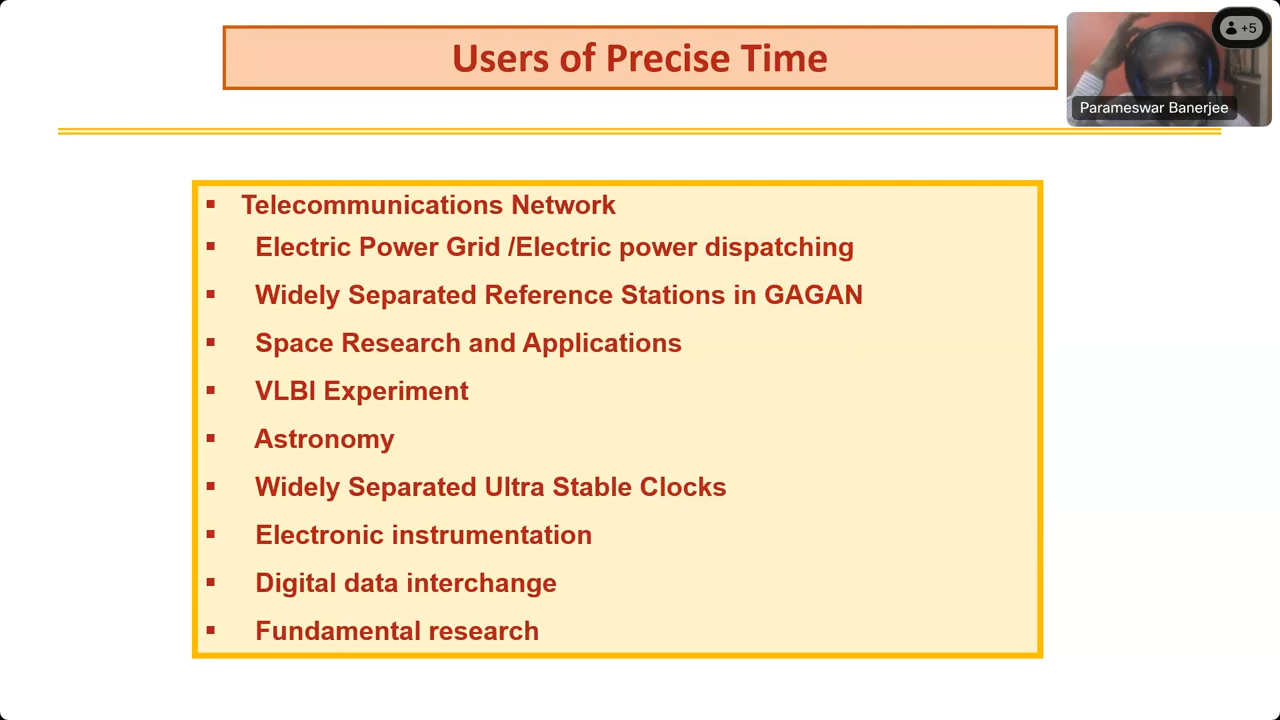 Users of Precise Time
+5
Parameswar Banerjee
▪ Telecommunications Network
▪ Electric Power Grid /Electric power dispatching
▪ Widely Separated Reference Stations in GAGAN
▪ Space Research and Applications
▪ VLBI Experiment
▪ Astronomy
▪ Widely Separated Ultra Stable Clocks
▪ Electronic instrumentation
▪ Digital data interchange
▪ Fundamental research